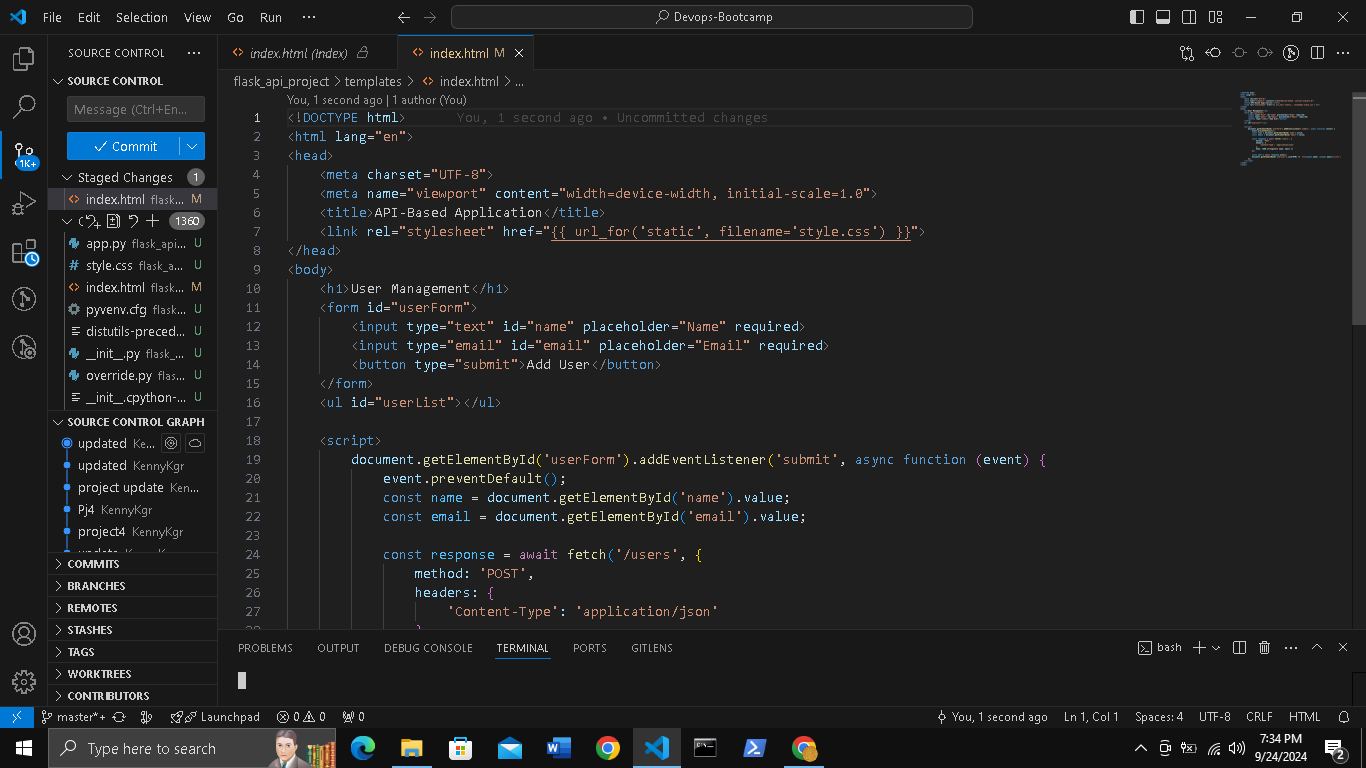 File Edit Selection View Go Run ··· Devops-Bootcamp
SOURCE CONTROL ···
SOURCE CONTROL
Message (Ctrl+En...
Commit
1K+
Staged Changes 1
index.html flask... M
1360
app.py flask_api... U
style.css flask_a... U
index.html flask... M
pyvenv.cfg flask... U
distutils-preced... U
__init__.py flask_... U
override.py flas... U
__init__.cpython-... U
SOURCE CONTROL GRAPH
updated Ke...
updated KennyKgr
project update Ken...
Pj4 KennyKgr
project4 KennyKgr
COMMITS
BRANCHES
REMOTES
STASHES
TAGS
WORKTREES
CONTRIBUTORS
index.html (Index) index.html M
flask_api_project > templates > index.html > ...
You, 1 second ago | 1 author (You)
1 <!DOCTYPE html> You, 1 second ago • Uncommitted changes
2 <html lang="en">
3 <head>
4 <meta charset="UTF-8">
5 <meta name="viewport" content="width=device-width, initial-scale=1.0">
6 <title>API-Based Application</title>
7 <link rel="stylesheet" href="{{ url_for('static', filename='style.css') }}">
8 </head>
9 <body>
10 <h1>User Management</h1>
11 <form id="userForm">
12 <input type="text" id="name" placeholder="Name" required>
13 <input type="email" id="email" placeholder="Email" required>
14 <button type="submit">Add User</button>
15 </form>
16 <ul id="userList"></ul>
17
18 <script>
19 document.getElementById('userForm').addEventListener('submit', async function (event) {
20 event.preventDefault();
21 const name = document.getElementById('name').value;
22 const email = document.getElementById('email').value;
23
24 const response = await fetch('/users', {
25 method: 'POST',
26 headers: {
27 'Content-Type': 'application/json'
PROBLEMS OUTPUT DEBUG CONSOLE TERMINAL PORTS GITLENS bash
master*+ Launchpad 0 0 0 You, 1 second ago Ln 1, Col 1 Spaces: 4 UTF-8 CRLF HTML
Type here to search
7:34 PM
9/24/2024
2